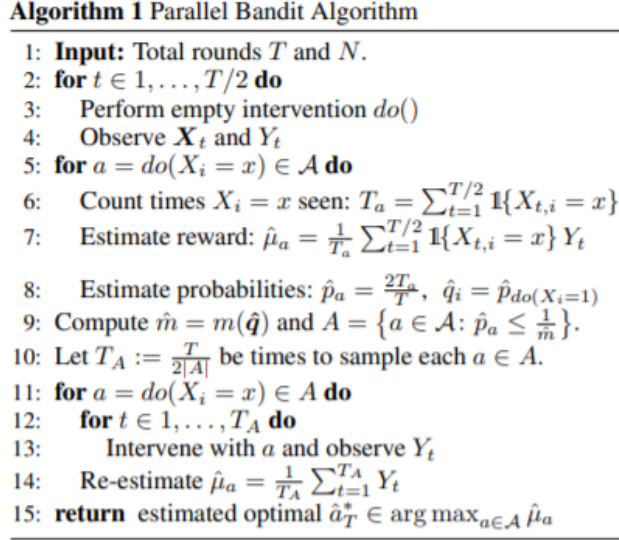 Algorithm 1 Parallel Bandit Algorithm
1: Input: Total rounds T and N.
2: for t ∈ 1, . . . , T/2 do
3: Perform empty intervention do()
4: Observe X_t and Y_t
5: for a = do(X_i = x) ∈ 𝒜 do
6: Count times X_i = x seen: T_a = ∑_{t=1}^{T/2} 𝟙{X_{t,i} = x}
7: Estimate reward: μ̂_a = \frac{1}{T_a} ∑_{t=1}^{T/2} 𝟙{X_{t,i} = x} Y_t
8: Estimate probabilities: p̂_a = \frac{2T_a}{T}, q̂_i = p̂_{do(X_i=1)}
9: Compute m̂ = m(q̂) and A = {a ∈ 𝒜: p̂_a ≤ \frac{1}{m̂}}.
10: Let T_A := \frac{T}{2|A|} be times to sample each a ∈ A.
11: for a = do(X_i = x) ∈ A do
12: for t ∈ 1, . . . , T_A do
13: Intervene with a and observe Y_t
14: Re-estimate μ̂_a = \frac{1}{T_A} ∑_{t=1}^{T_A} Y_t
15: return estimated optimal â*_T ∈ arg max_{a∈𝒜} μ̂_a